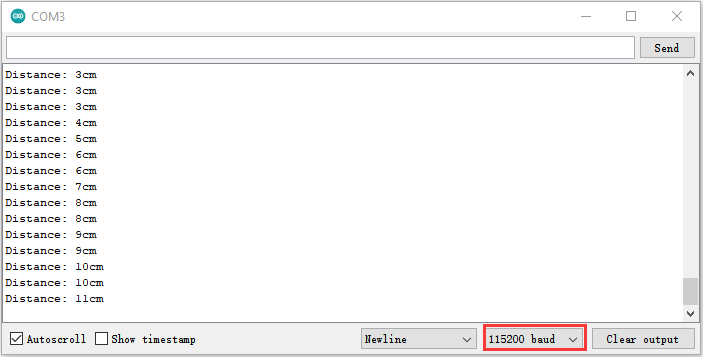 COM3
Send
Distance: 3cm
Distance: 3cm
Distance: 3cm
Distance: 4cm
Distance: 5cm
Distance: 6cm
Distance: 6cm
Distance: 7cm
Distance: 8cm
Distance: 8cm
Distance: 9cm
Distance: 9cm
Distance: 10cm
Distance: 10cm
Distance: 11cm
Autoscroll Show timestamp Newline 115200 baud Clear output